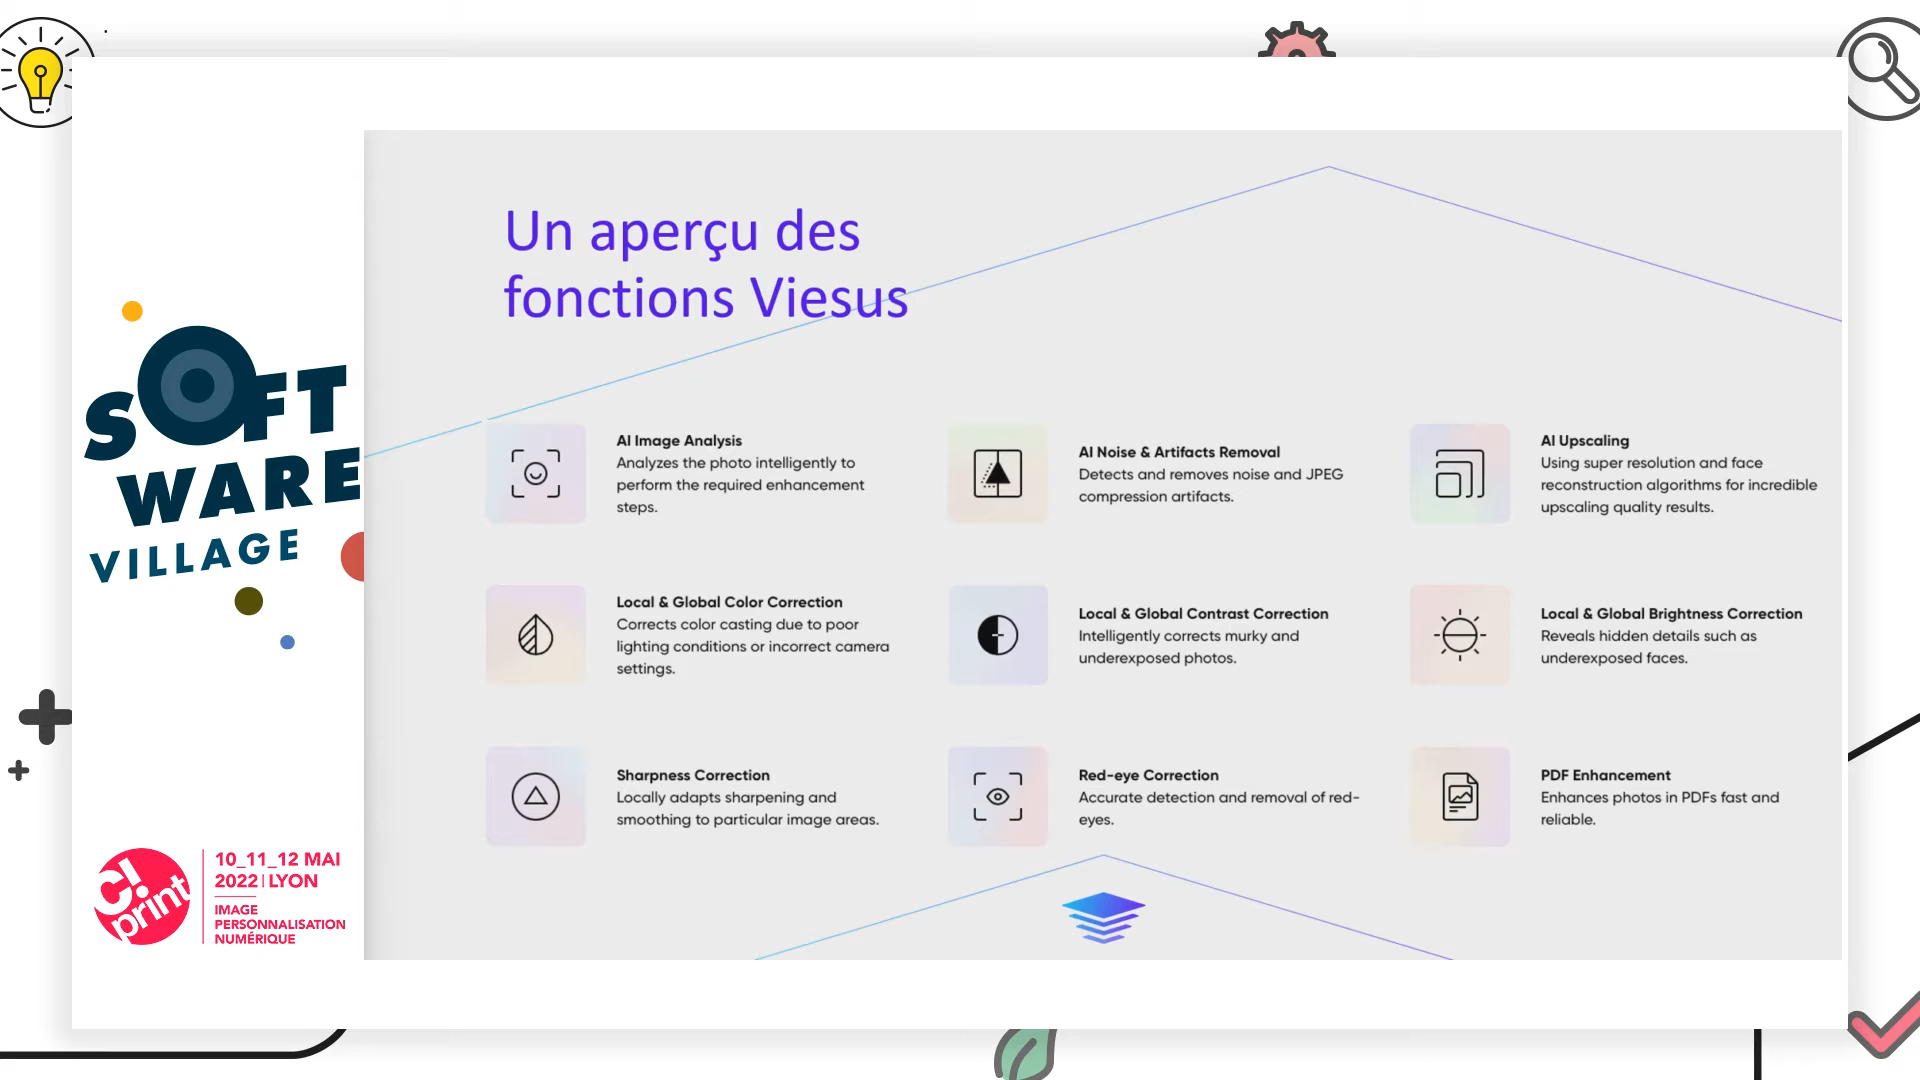 SOFT
WARE
VILLAGE
C!print
10_11_12 MAI
2022 | LYON
IMAGE
PERSONNALISATION
NUMÉRIQUE
Un aperçu des
fonctions Viesus
AI Image Analysis
Analyzes the photo intelligently to
perform the required enhancement
steps.
AI Noise & Artifacts Removal
Detects and removes noise and JPEG
compression artifacts.
AI Upscaling
Using super resolution and face
reconstruction algorithms for incredible
upscaling quality results.
Local & Global Color Correction
Corrects color casting due to poor
lighting conditions or incorrect camera
settings.
Local & Global Contrast Correction
Intelligently corrects murky and
underexposed photos.
Local & Global Brightness Correction
Reveals hidden details such as
underexposed faces.
Sharpness Correction
Locally adapts sharpening and
smoothing to particular image areas.
Red-eye Correction
Accurate detection and removal of red-
eyes.
PDF Enhancement
Enhances photos in PDFs fast and
reliable.